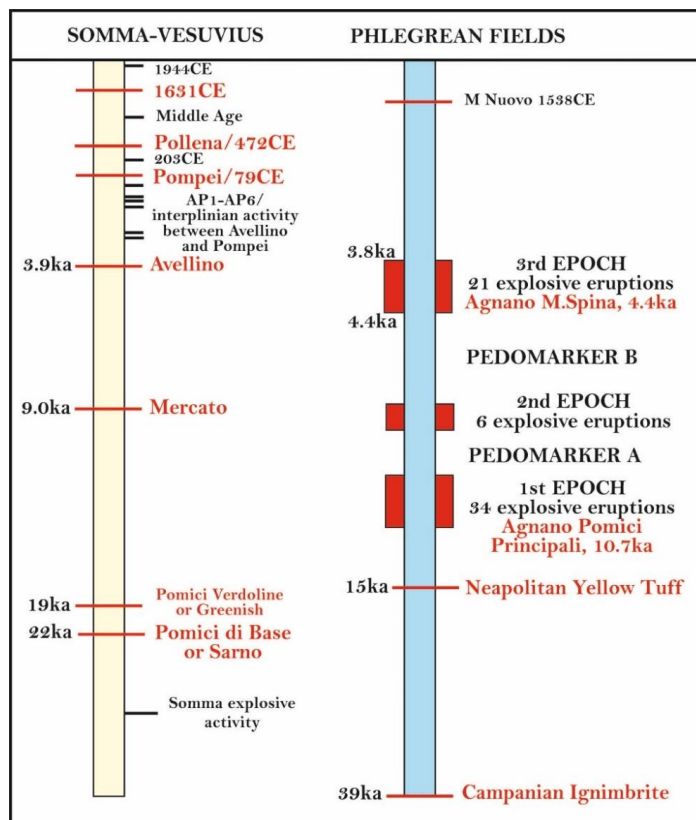 SOMMA-VESUVIUS
1944CE
1631CE
Middle Age
Pollena/472CE
203CE
Pompei/79CE
AP1-AP6/
interplinian activity
between Avellino
and Pompei
3.9ka
Avellino
9.0ka
Mercato
19ka
Pomici Verdoline
or Greenish
22ka
Pomici di Base
or Sarno
Somma explosive
activity
PHLEGREAN FIELDS
M Nuovo 1538CE
3.8ka
3rd EPOCH
21 explosive eruptions
Agnano M.Spina, 4.4ka
4.4ka
PEDOMARKER B
2nd EPOCH
6 explosive eruptions
PEDOMARKER A
1st EPOCH
34 explosive eruptions
Agnano Pomici
Principali, 10.7ka
15ka
Neapolitan Yellow Tuff
39ka
Campanian Ignimbrite